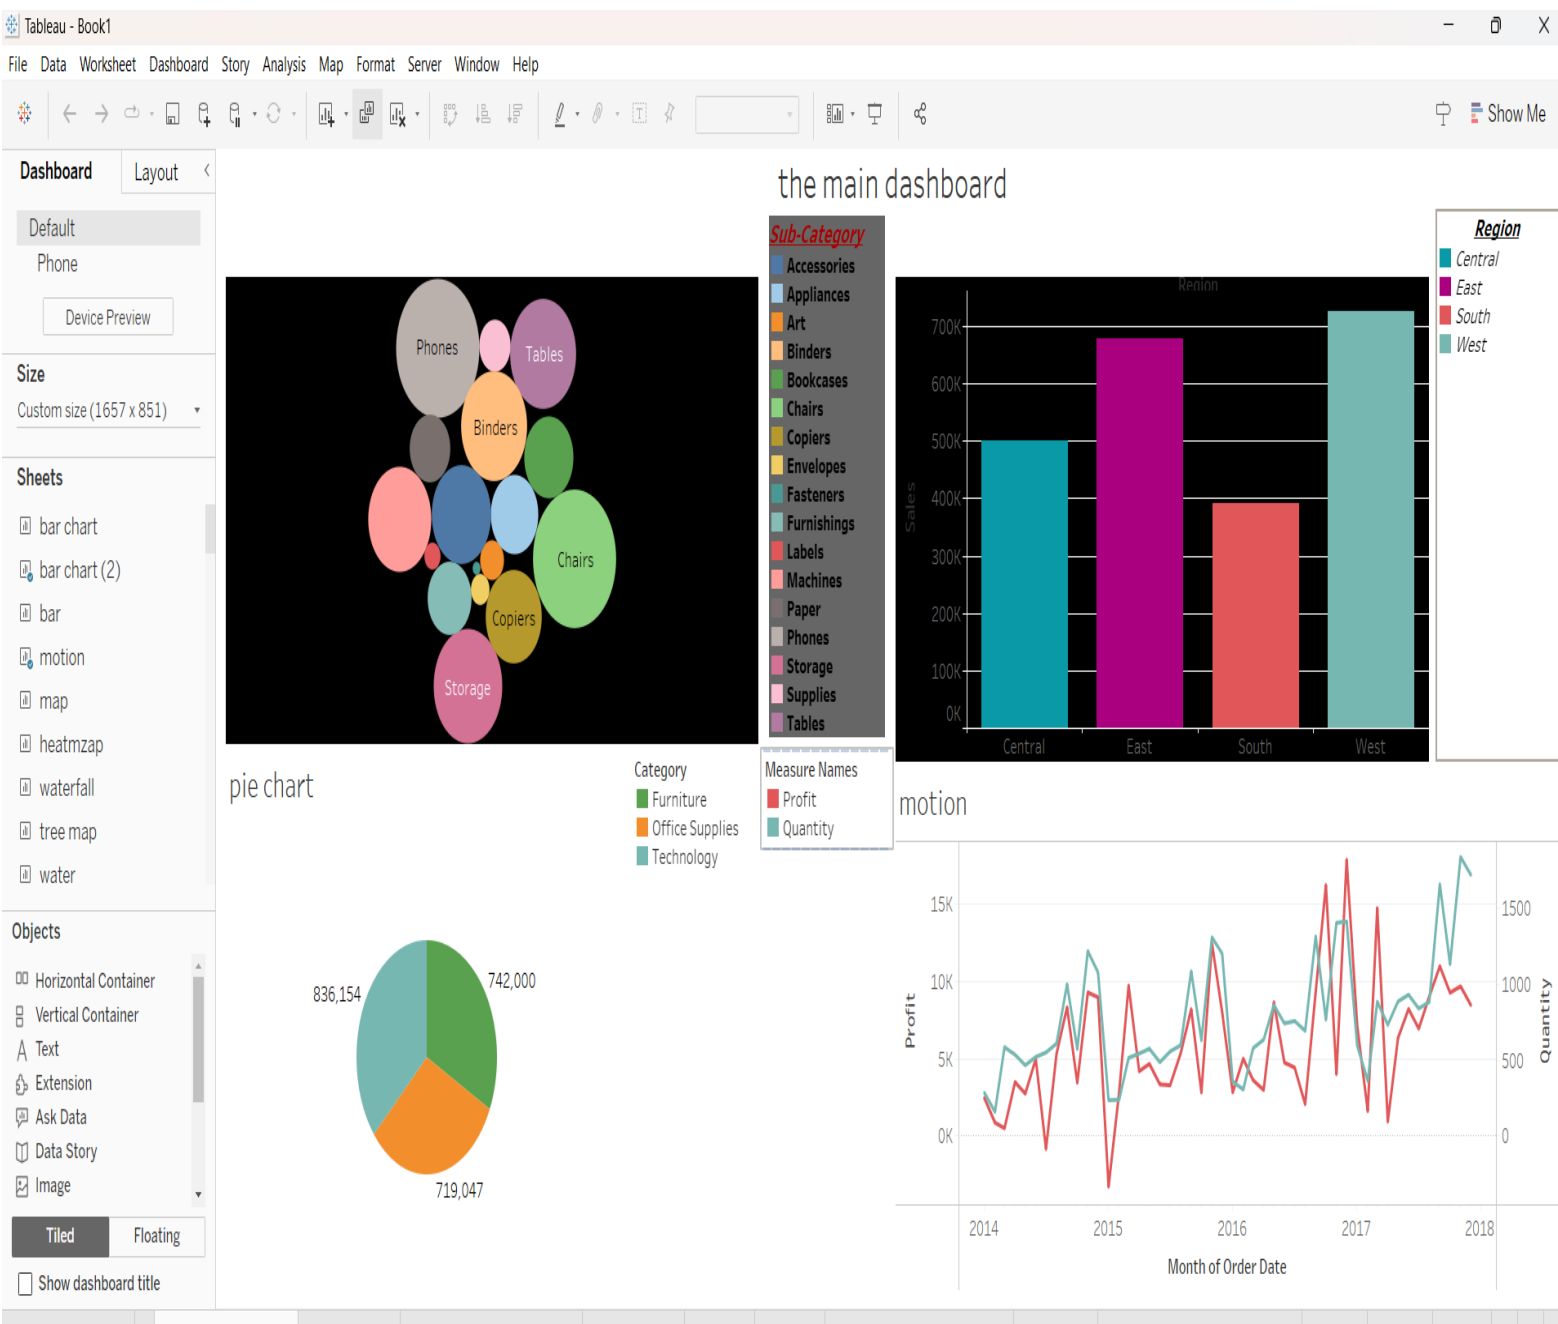 Tableau - Book1
File Data Worksheet Dashboard Story Analysis Map Format Server Window Help
Show Me
Dashboard
Layout
Default
Phone
Device Preview
Size
Custom size (1657 x 851)
Sheets
bar chart
bar chart (2)
bar
motion
map
heatmzap
waterfall
tree map
water
Objects
Horizontal Container
Vertical Container
Text
Extension
Ask Data
Data Story
Image
Tiled
Floating
Show dashboard title
the main dashboard
Phones
Tables
Binders
Chairs
Copiers
Storage
Sub-Category
Accessories
Appliances
Art
Binders
Bookcases
Chairs
Copiers
Envelopes
Fasteners
Furnishings
Labels
Machines
Paper
Phones
Storage
Supplies
Tables
Region
700K
600K
500K
400K
300K
200K
100K
0K
Sales
Central
East
South
West
Region
Central
East
South
West
pie chart
Category
Furniture
Office Supplies
Technology
836,154
742,000
719,047
Measure Names
Profit
Quantity
motion
15K
10K
5K
0K
Profit
1500
1000
500
0
Quantity
2014
2015
2016
2017
2018
Month of Order Date